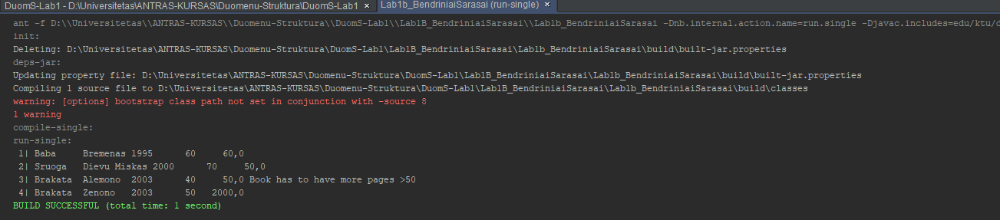 DuomS-Lab1 - D:\Universitetas\ANTRAS-KURSAS\Duomenu-Struktura\DuomS-Lab1 × Lab1b_BendriniaiSarasai (run-single) ×
ant -f D:\\Universitetas\\ANTRAS-KURSAS\\Duomenu-Struktura\\DuomS-Lab1\\Lab1B_BendriniaiSarasai\\Lab1b_BendriniaiSarasai -Dnb.internal.action.name=run.single -Djavac.includes=edu/ktu/d
init:
Deleting: D:\Universitetas\ANTRAS-KURSAS\Duomenu-Struktura\DuomS-Lab1\Lab1B_BendriniaiSarasai\Lab1b_BendriniaiSarasai\build\built-jar.properties
deps-jar:
Updating property file: D:\Universitetas\ANTRAS-KURSAS\Duomenu-Struktura\DuomS-Lab1\Lab1B_BendriniaiSarasai\Lab1b_BendriniaiSarasai\build\built-jar.properties
Compiling 1 source file to D:\Universitetas\ANTRAS-KURSAS\Duomenu-Struktura\DuomS-Lab1\Lab1B_BendriniaiSarasai\Lab1b_BendriniaiSarasai\build\classes
warning: [options] bootstrap class path not set in conjunction with -source 8
1 warning
compile-single:
run-single:
1| Baba Bremenas 1995 60 60,0
2| Sruoga Dievu Miskas 2000 70 50,0
3| Brakata Alemono 2003 40 50,0 Book has to have more pages >50
4| Brakata Zenono 2003 50 2000,0
BUILD SUCCESSFUL (total time: 1 second)